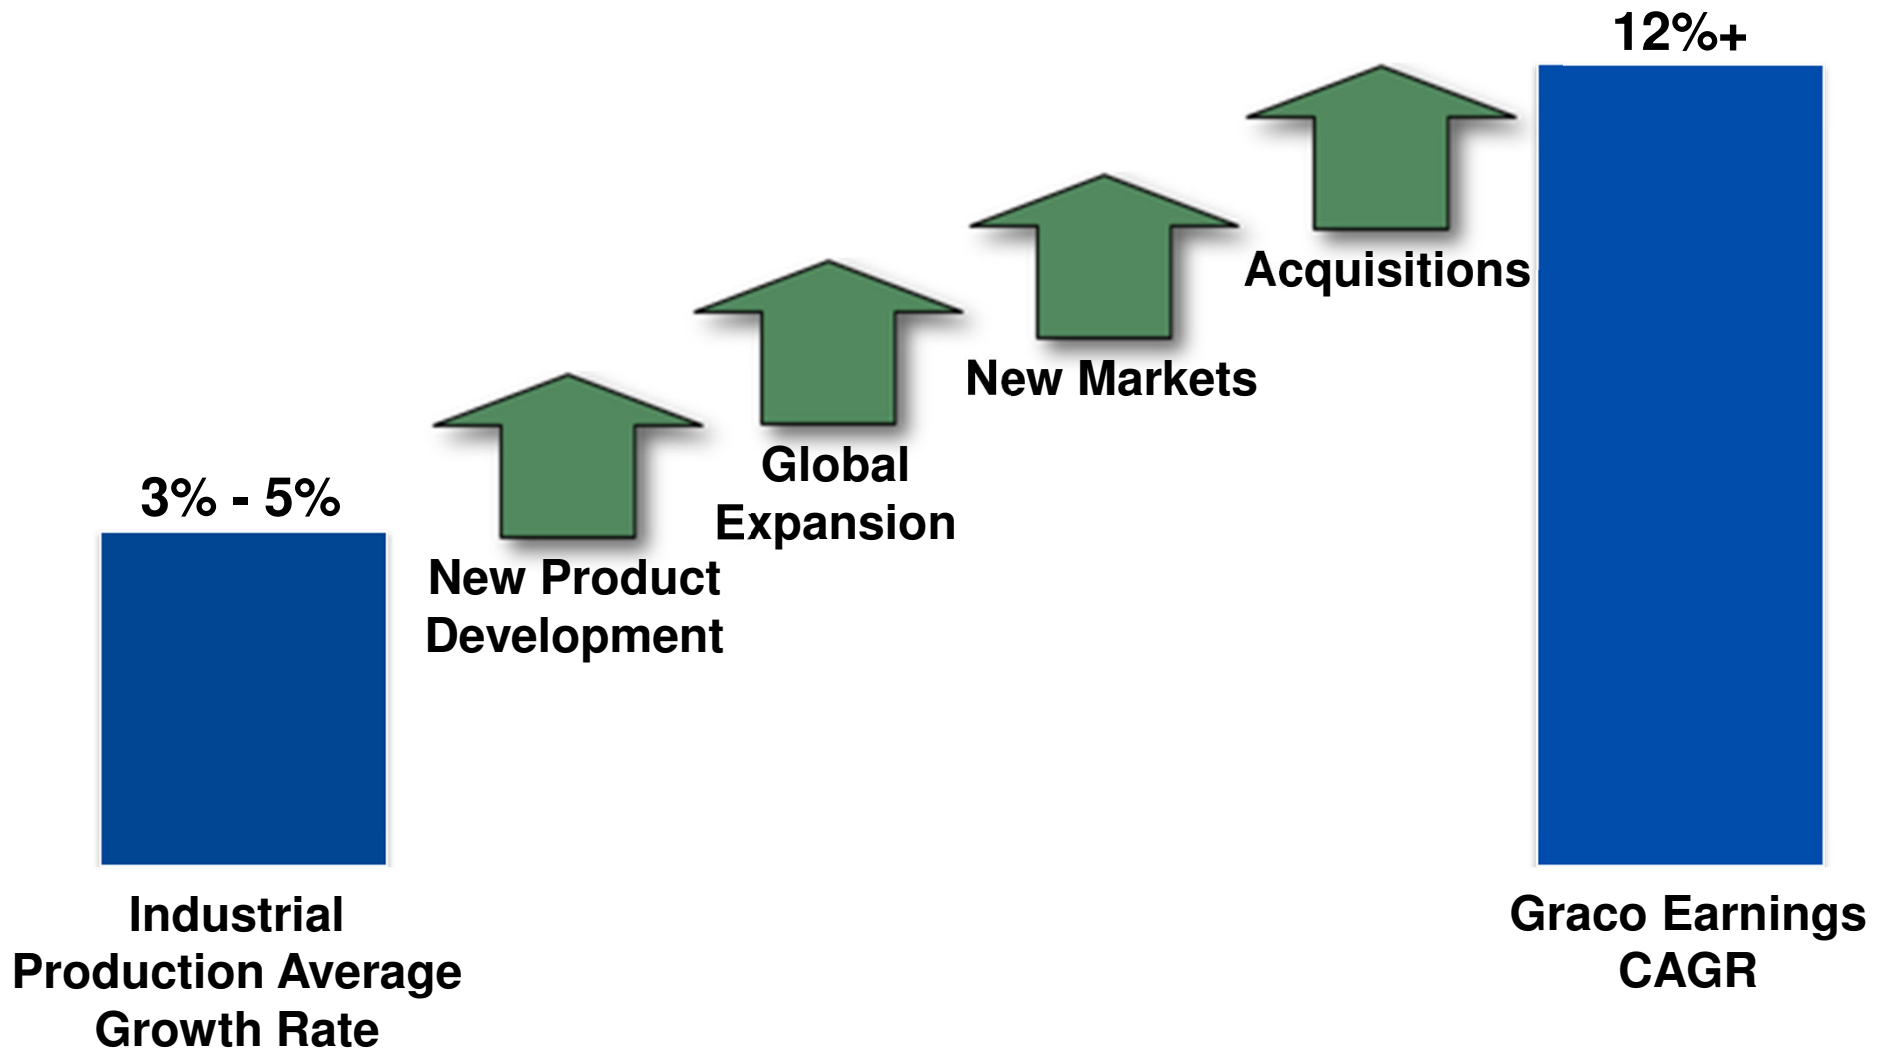 12%+
Acquisitions
New Markets
Global
Expansion
3% - 5%
New Product
Development
Industrial
Production Average
Growth Rate
Graco Earnings
CAGR